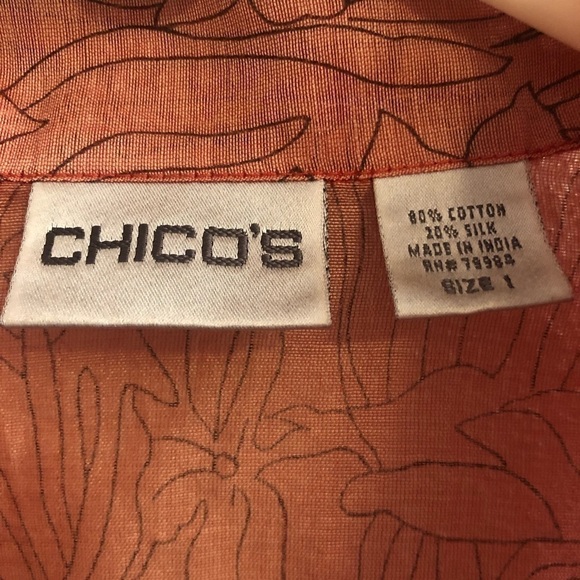 CHICO'S
80% COTTON
20% SILK
MADE IN INDIA
RN# 79984
SIZE 1